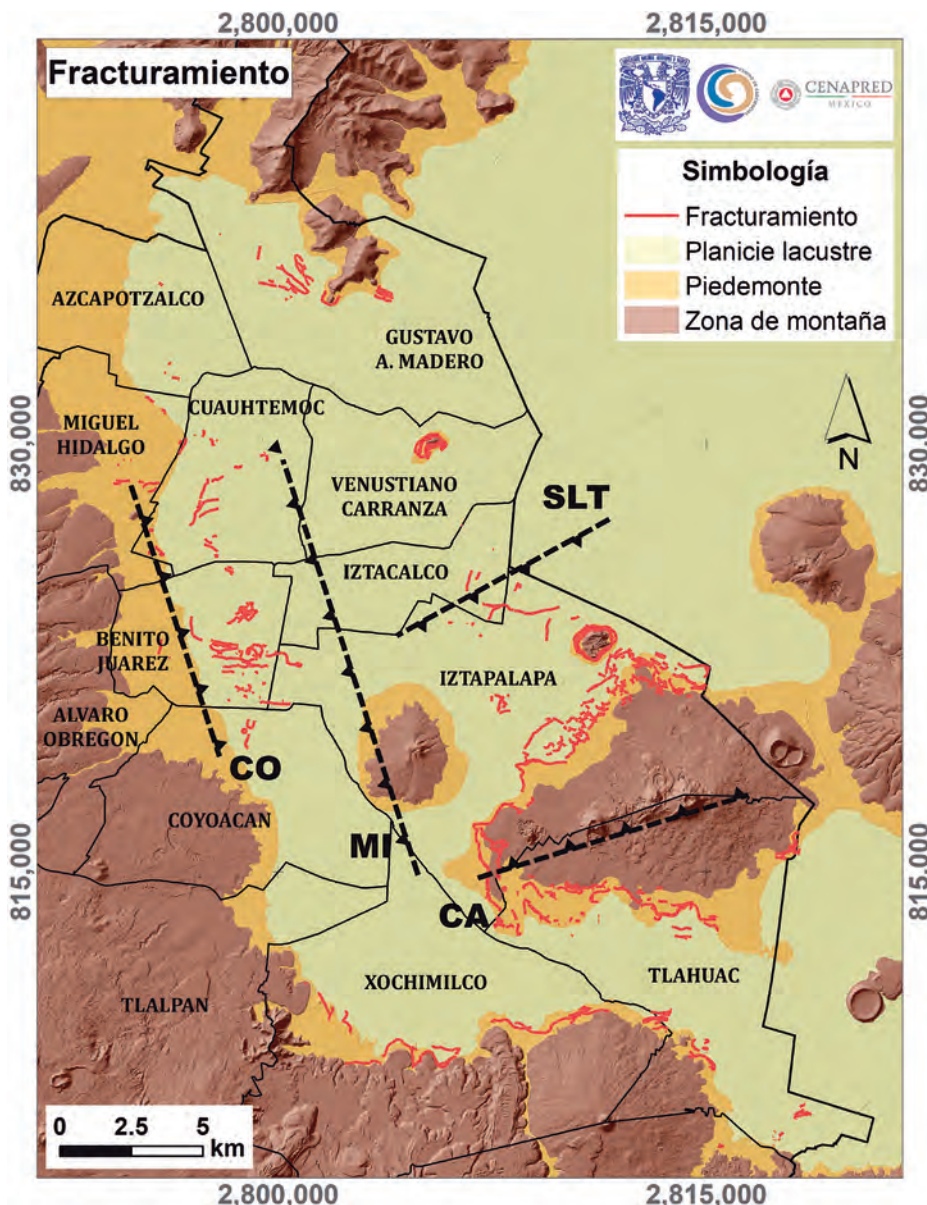 2,800,000
2,815,000
Fracturamiento
CENAPRED
MÉXICO
Simbología
Fracturamiento
Planicie lacustre
Piedemonte
Zona de montaña
AZCAPOTZALCO
GUSTAVO
A. MADERO
CUAUHTEMOC
MIGUEL
HIDALGO
830,000
830,000
N
VENUSTIANO
CARRANZA
SLT
IZTACALCO
BENITO
JUAREZ
IZTAPALAPA
ALVARO
OBREGON
CO
COYOACAN
MI
815,000
815,000
CA
XOCHIMILCO
TLAHUAC
TLALPAN
0 2.5 5
km
2,800,000
2,815,000